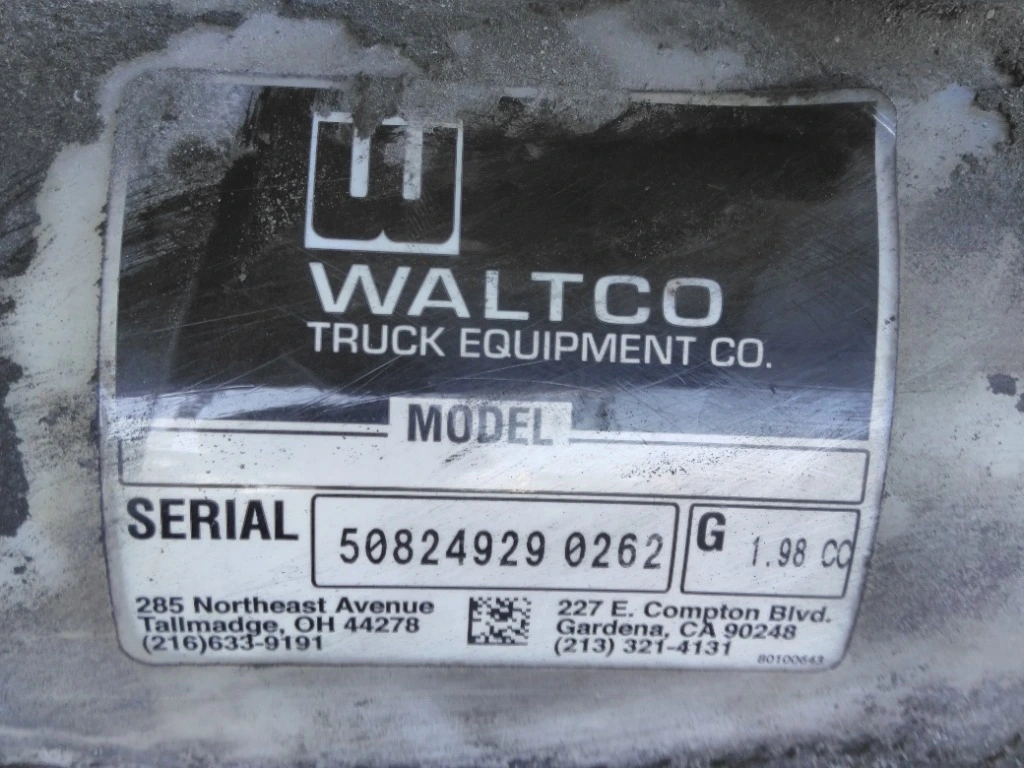 WALTCO
TRUCK EQUIPMENT CO.
MODEL
SERIAL 50824929 0262 G 1.98 CC
285 Northeast Avenue
Tallmadge, OH 44278
(216)633-9191
227 E. Compton Blvd.
Gardena, CA 90248
(213) 321-4131
80100643